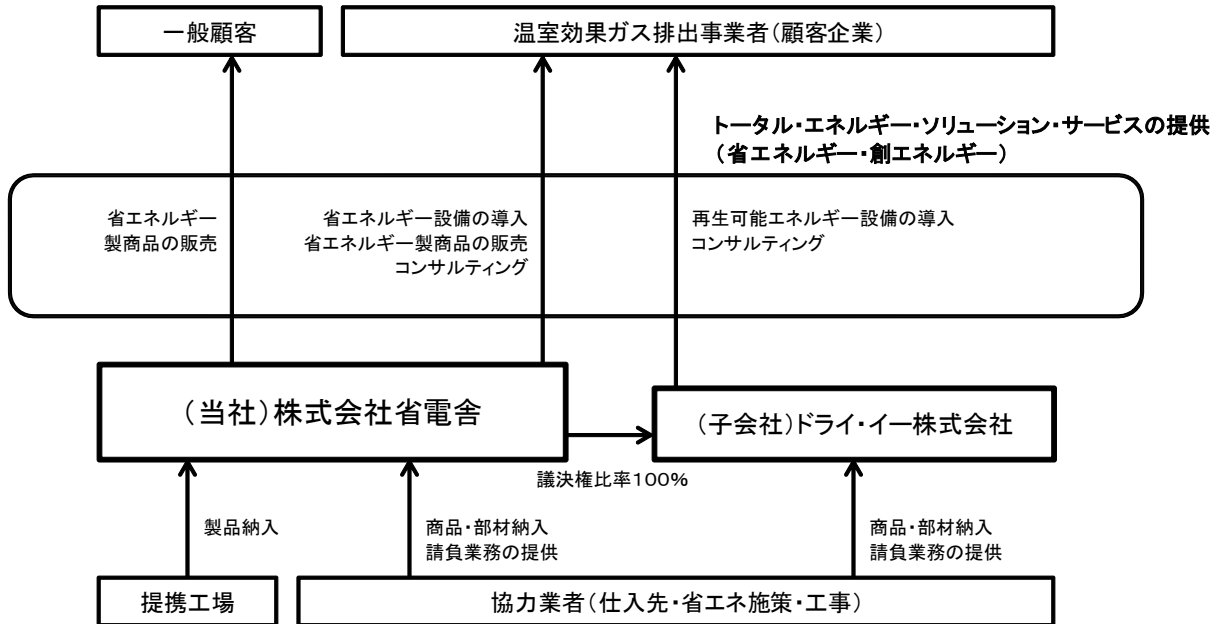 一般顧客
温室効果ガス排出事業者(顧客企業)
トータル・エネルギー・ソリューション・サービスの提供
(省エネルギー・創エネルギー)
省エネルギー
製商品の販売
省エネルギー設備の導入
省エネルギー製商品の販売
コンサルティング
再生可能エネルギー設備の導入
コンサルティング
(当社)株式会社省電舎
(子会社)ドライ・イー株式会社
議決権比率100%
製品納入
商品・部材納入
請負業務の提供
商品・部材納入
請負業務の提供
提携工場
協力業者(仕入先・省エネ施策・工事)